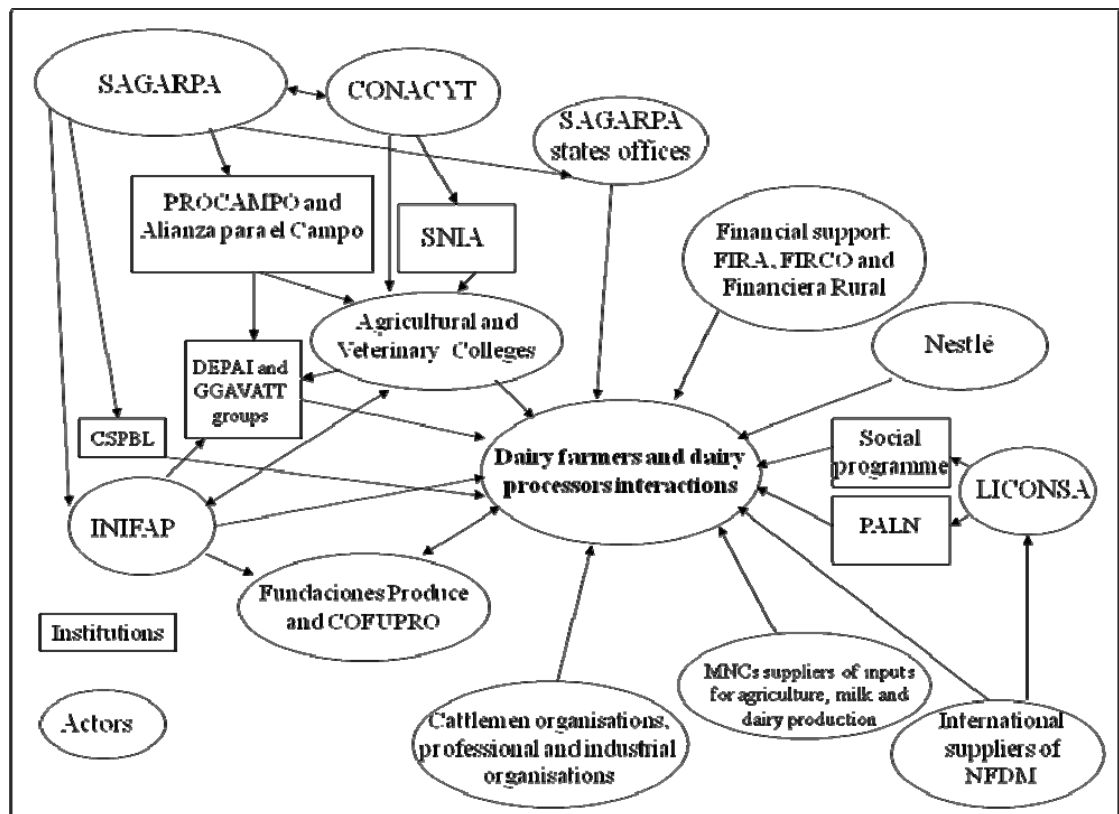 SAGARPA
CONACYT
SAGARPA
states offices
PROCAMPO and
Alianza para el Campo
SNIA
Financial support:
FIRA, FIRCO and
Financiera Rural
Agricultural and
Veterinary Colleges
Nestlé
DEPAI and
GGAVATT
groups
CSPBL
Dairy farmers and dairy
processors interactions
Social
programme
LICONSA
INIFAP
PALN
Fundaciones Produce
and COFUPRO
Institutions
MNCs suppliers of inputs
for agriculture, milk and
dairy production
Actors
Cattlemen organisations,
professional and industrial
organisations
International
suppliers of
NFDM